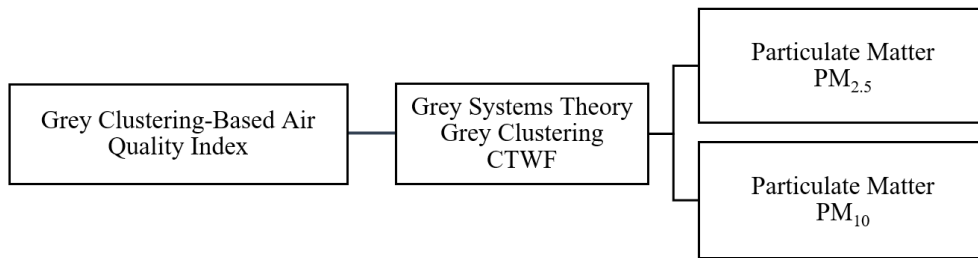 Grey Clustering-Based Air
Quality Index
Grey Systems Theory
Grey Clustering
CTWF
Particulate Matter
PM₂.₅
Particulate Matter
PM₁₀